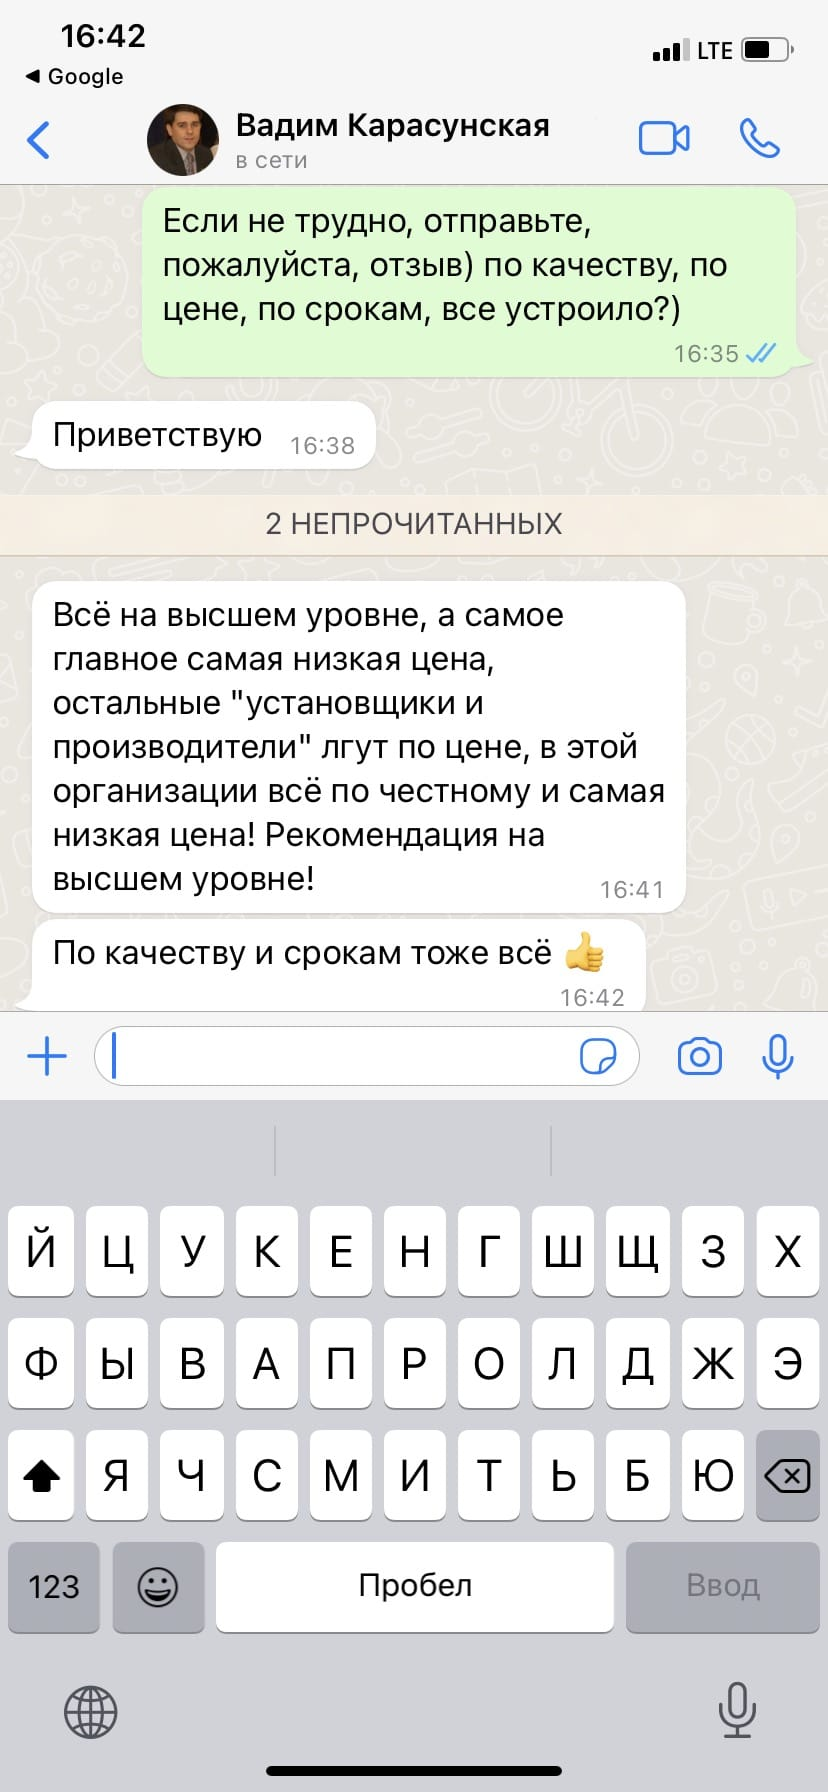 16:42
LTE
◀ Google
Вадим Карасунская
в сети
Если не трудно, отправьте,
пожалуйста, отзыв) по качеству, по
цене, по срокам, все устроило?)
16:35
Приветствую 16:38
2 НЕПРОЧИТАННЫХ
Всё на высшем уровне, а самое
главное самая низкая цена,
остальные "установщики и
производители" лгут по цене, в этой
организации всё по честному и самая
низкая цена! Рекомендация на
высшем уровне! 16:41
По качеству и срокам тоже всё 👍
16:42
Й Ц У К Е Н Г Ш Щ З Х
Ф Ы В А П Р О Л Д Ж Э
Я Ч С М И Т Ь Б Ю
123 Пробел Ввод